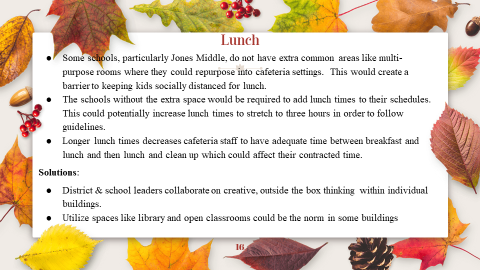 Lunch
● Some schools, particularly Jones Middle, do not have extra common areas like multi-
purpose rooms where they could repurpose into cafeteria settings. This would create a
barrier to keeping kids socially distanced for lunch.
● The schools without the extra space would be required to add lunch times to their schedules.
This could potentially increase lunch times to stretch to three hours in order to follow
guidelines.
● Longer lunch times decreases cafeteria staff to have adequate time between breakfast and
lunch and then lunch and clean up which could affect their contracted time.
Solutions:
● District & school leaders collaborate on creative, outside the box thinking within individual
buildings.
● Utilize spaces like library and open classrooms could be the norm in some buildings
16